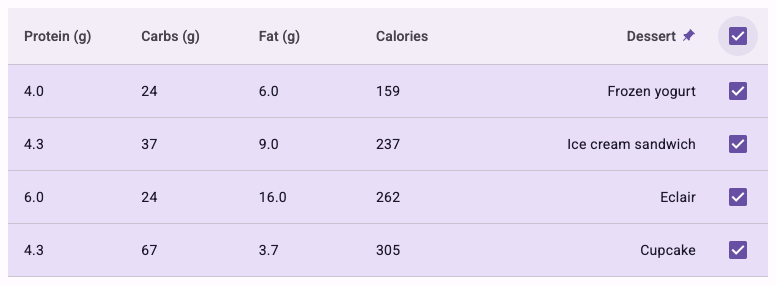 Protein (g) Carbs (g) Fat (g) Calories Dessert
4.0 24 6.0 159 Frozen yogurt
4.3 37 9.0 237 Ice cream sandwich
6.0 24 16.0 262 Eclair
4.3 67 3.7 305 Cupcake